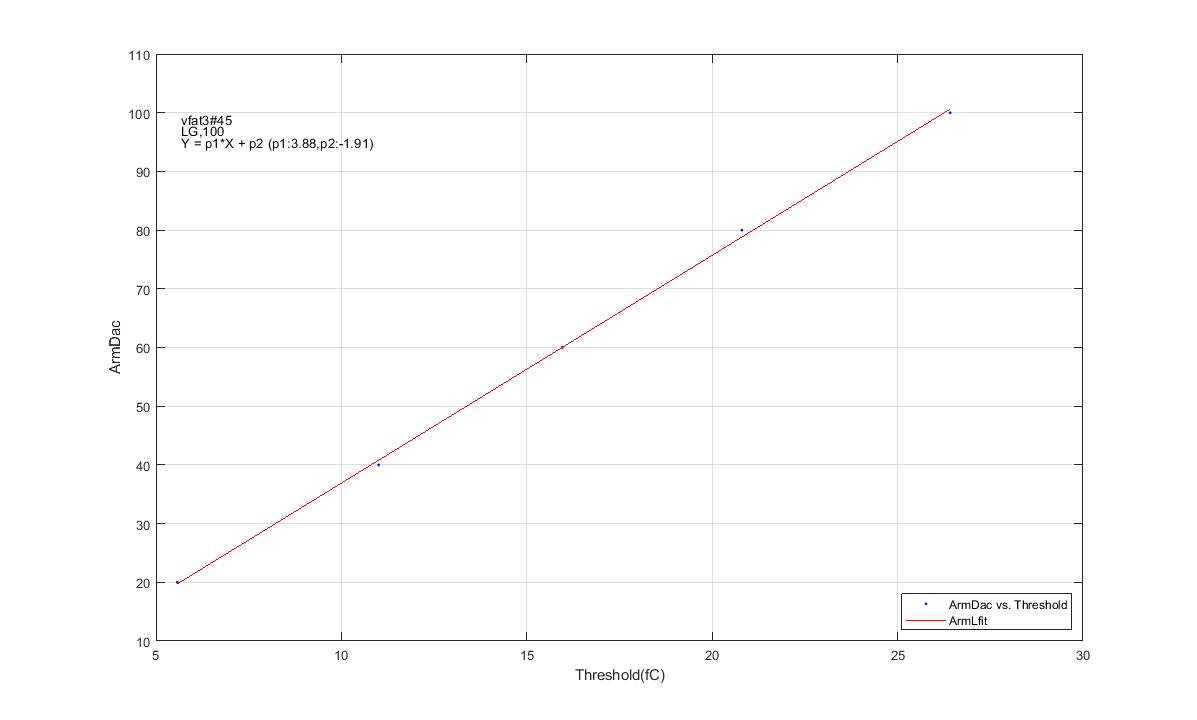 110
100
90
80
70
60
50
40
30
20
10
ArmDac
vfat3#45
LG,100
Y = p1*X + p2 (p1:3.88,p2:-1.91)
ArmDac vs. Threshold
ArmLfit
5 10 15 20 25 30
Threshold(fC)